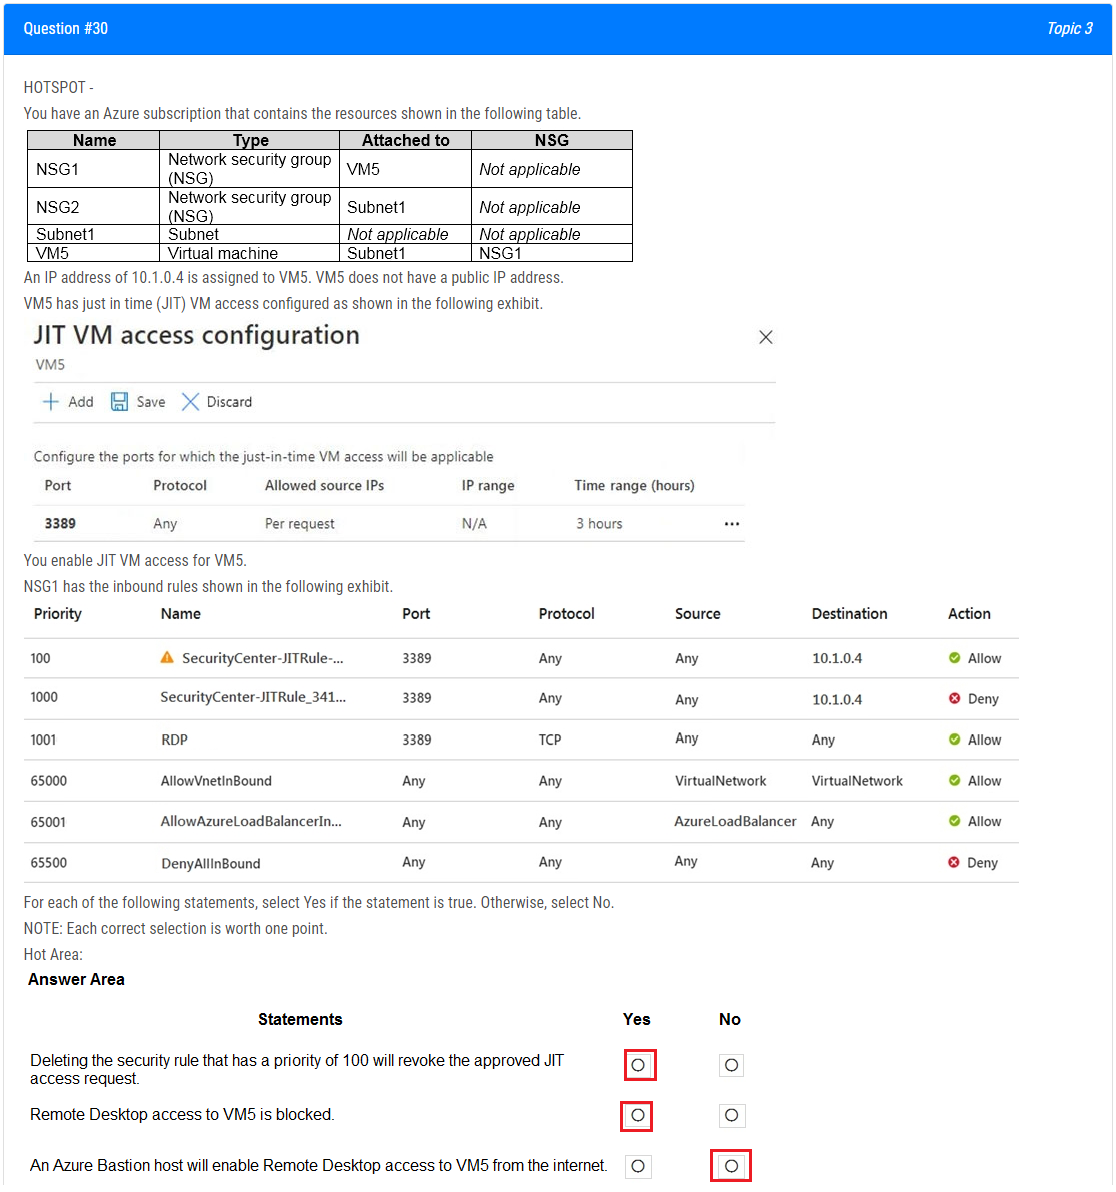 Question #30 Topic 3
HOTSPOT -
You have an Azure subscription that contains the resources shown in the following table.
Name Type Attached to NSG
NSG1 Network security group (NSG) VM5 Not applicable
NSG2 Network security group (NSG) Subnet1 Not applicable
Subnet1 Subnet Not applicable Not applicable
VM5 Virtual machine Subnet1 NSG1
An IP address of 10.1.0.4 is assigned to VM5. VM5 does not have a public IP address.
VM5 has just in time (JIT) VM access configured as shown in the following exhibit.
JIT VM access configuration
VM5
Add Save Discard
Configure the ports for which the just-in-time VM access will be applicable
Port Protocol Allowed source IPs IP range Time range (hours)
3389 Any Per request N/A 3 hours ...
You enable JIT VM access for VM5.
NSG1 has the inbound rules shown in the following exhibit.
Priority Name Port Protocol Source Destination Action
100 SecurityCenter-JITRule-... 3389 Any Any 10.1.0.4 Allow
1000 SecurityCenter-JITRule_341... 3389 Any Any 10.1.0.4 Deny
1001 RDP 3389 TCP Any Any Allow
65000 AllowVnetInBound Any Any VirtualNetwork VirtualNetwork Allow
65001 AllowAzureLoadBalancerIn... Any Any AzureLoadBalancer Any Allow
65500 DenyAllInBound Any Any Any Any Deny
For each of the following statements, select Yes if the statement is true. Otherwise, select No.
NOTE: Each correct selection is worth one point.
Hot Area:
Answer Area
Statements Yes No
Deleting the security rule that has a priority of 100 will revoke the approved JIT
access request.
Remote Desktop access to VM5 is blocked.
An Azure Bastion host will enable Remote Desktop access to VM5 from the internet.